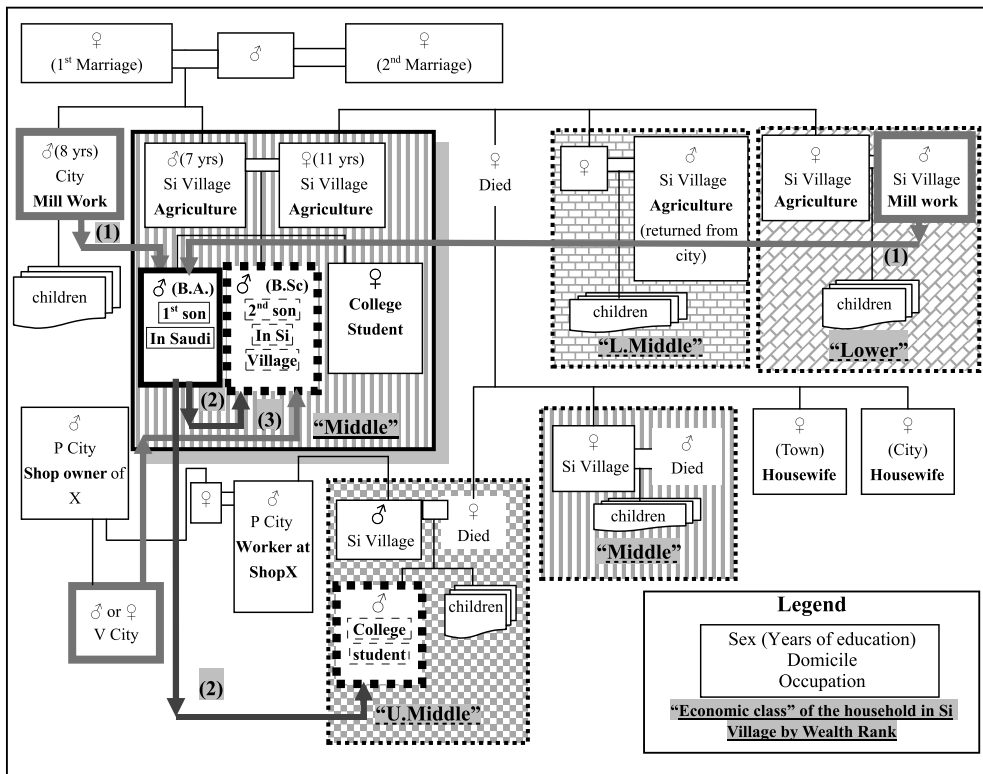 ♀
(1st Marriage)
♂
♀
(2nd Marriage)
♂(8 yrs)
City
Mill Work
(1)
children
♂(7 yrs)
Si Village
Agriculture
♀(11 yrs)
Si Village
Agriculture
♀
Died
♀
♂
Si Village
Agriculture
(returned from
city)
children
“L.Middle”
♀
Si Village
Agriculture
♂
Si Village
Mill work
(1)
children
“Lower”
♂ (B.A.)
1st son
In Saudi
♂ (B.Sc)
2nd son
In Si
Village
♀
College
Student
(2)
(3)
“Middle”
♂
P City
Shop owner of
X
♀
♂
P City
Worker at
ShopX
♂ or ♀
V City
(2)
♂
Si Village
♀
Died
♂
College
student
children
“U.Middle”
♀
Si Village
♂
Died
children
“Middle”
♀
(Town)
Housewife
♀
(City)
Housewife
Legend
Sex (Years of education)
Domicile
Occupation
“Economic class” of the household in Si
Village by Wealth Rank